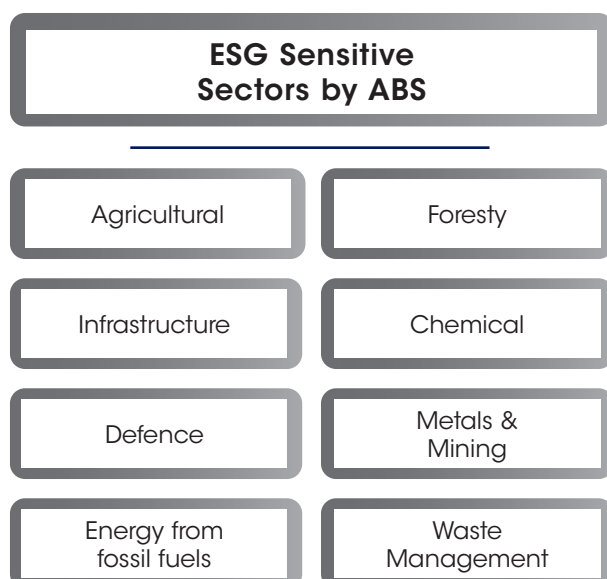 ESG Sensitive
Sectors by ABS
Agricultural
Foresty
Infrastructure
Chemical
Defence
Metals &
Mining
Energy from
fossil fuels
Waste
Management